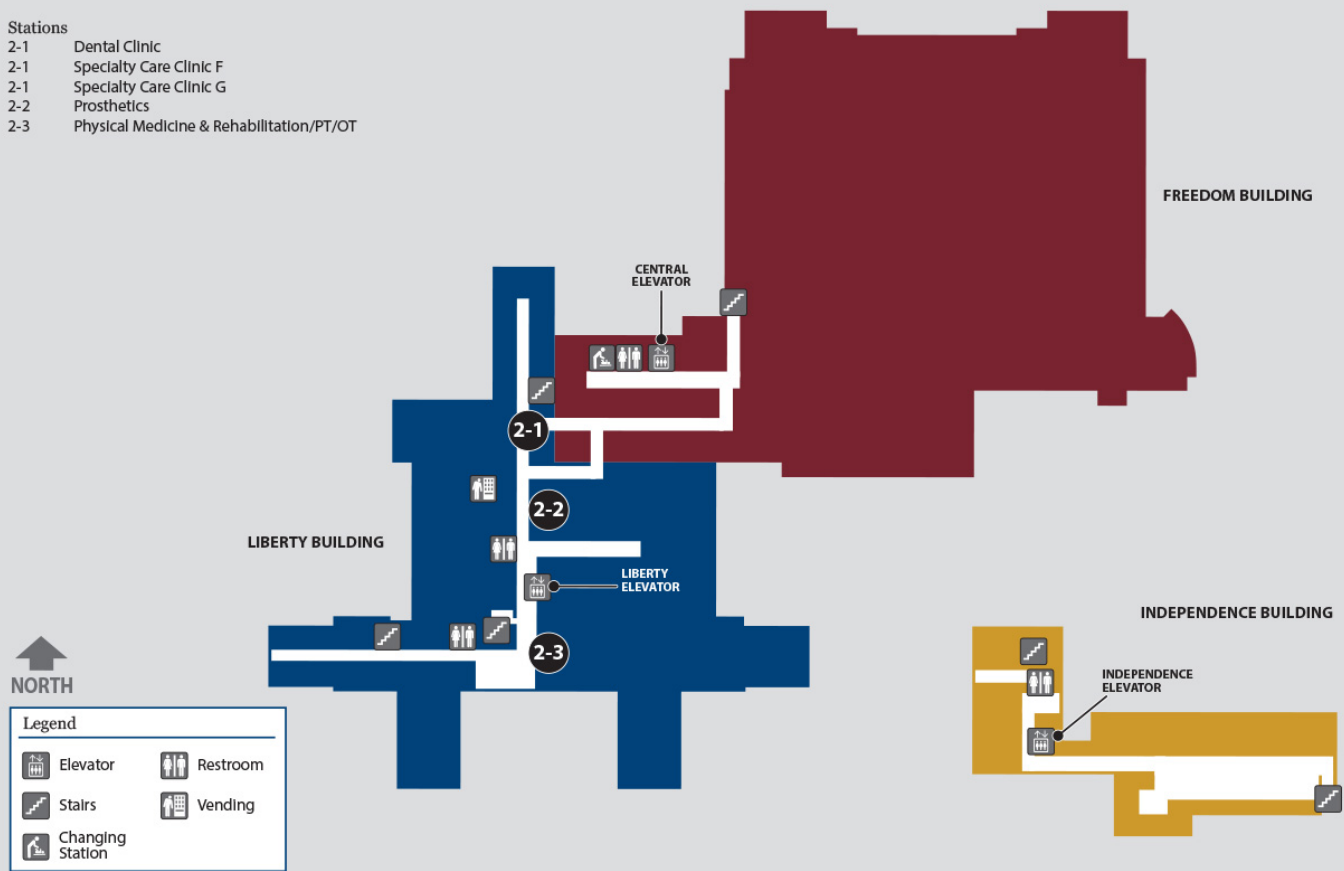 Stations
2-1 Dental Clinic
2-1 Specialty Care Clinic F
2-1 Specialty Care Clinic G
2-2 Prosthetics
2-3 Physical Medicine & Rehabilitation/PT/OT
FREEDOM BUILDING
CENTRAL
ELEVATOR
2-1
2-2
LIBERTY BUILDING
LIBERTY
ELEVATOR
2-3
INDEPENDENCE BUILDING
INDEPENDENCE
ELEVATOR
NORTH
Legend
Elevator
Restroom
Stairs
Vending
Changing
Station